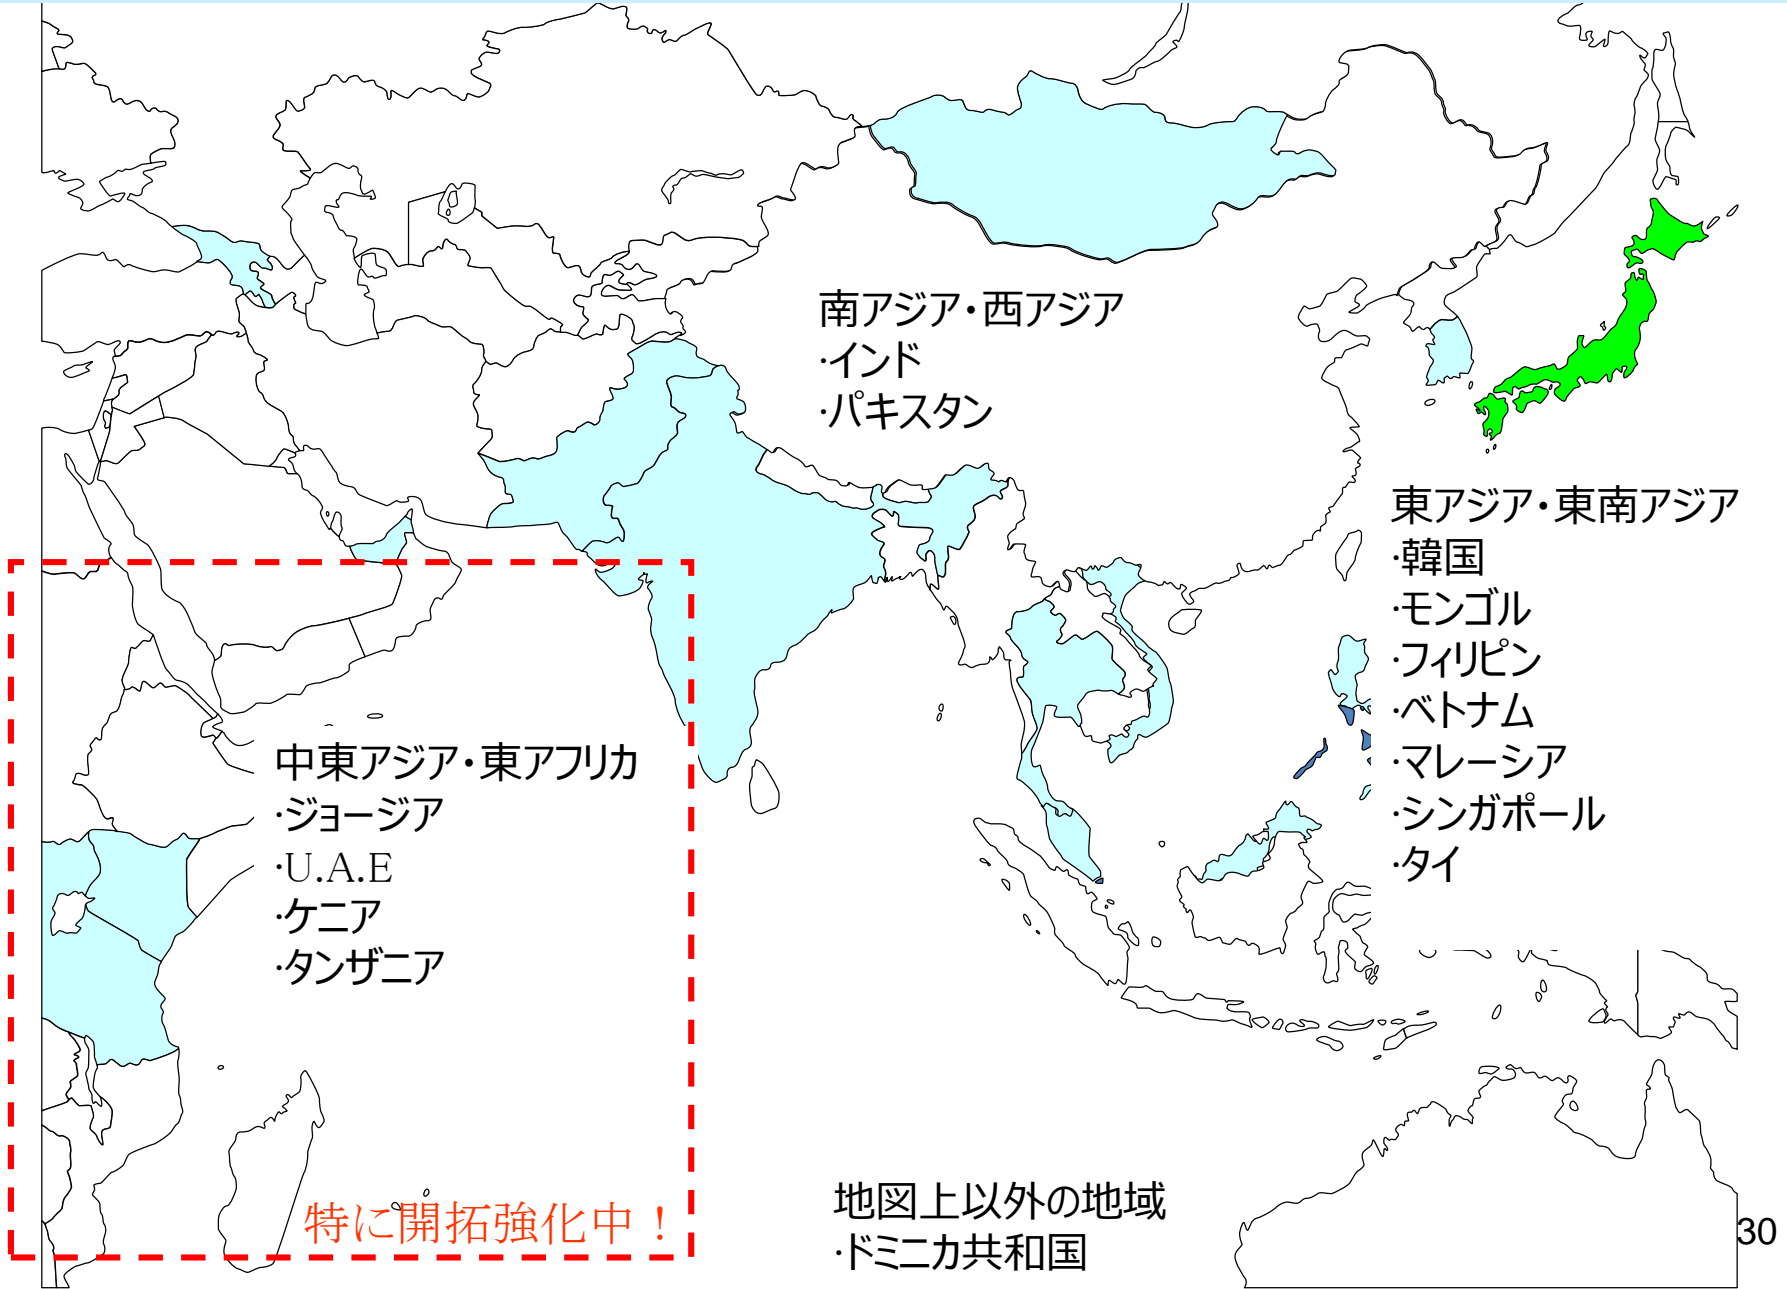 南アジア・西アジア
·インド
·パキスタン
東アジア・東南アジア
·韓国
·モンゴル
·フィリピン
·ベトナム
·マレーシア
·シンガポール
·タイ
中東アジア・東アフリカ
·ジョージア
·U.A.E
·ケニア
·タンザニア
特に開拓強化中！
地図上以外の地域
·ドミニカ共和国
30